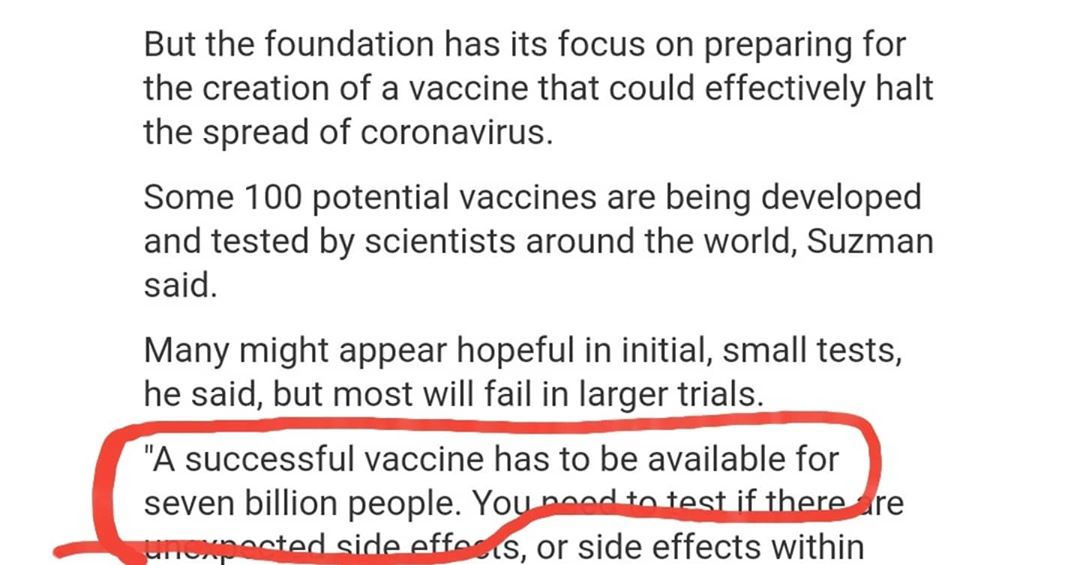 But the foundation has its focus on preparing for
the creation of a vaccine that could effectively halt
the spread of coronavirus.
Some 100 potential vaccines are being developed
and tested by scientists around the world, Suzman
said.
Many might appear hopeful in initial, small tests,
he said, but most will fail in larger trials.
"A successful vaccine has to be available for
seven billion people. You need to test if there are
unexpected side effects, or side effects within